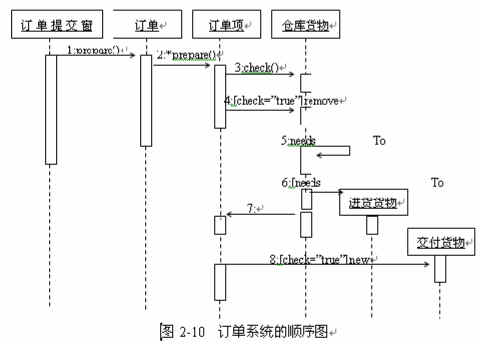 订单提交窗 订单 订单项 仓库货物
1:prepare()
2:*prepare()
3:check()
4:[check="true"]remove
5:needs To
6:[needs To
进货货物
7:
交付货物
8:[check="true"]new
图 2-10 订单系统的顺序图